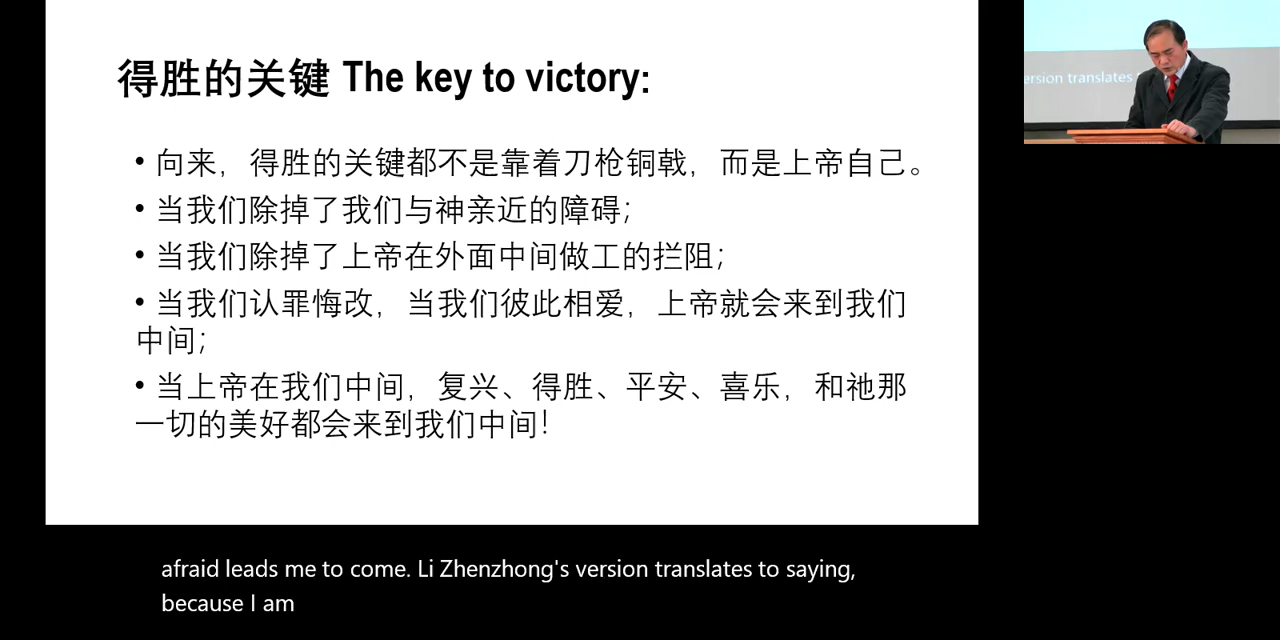 得胜的关键 The key to victory:
• 向来，得胜的关键都不是靠着刀枪铜戟，而是上帝自己。
• 当我们除掉了我们与神亲近的障碍；
• 当我们除掉了上帝在外面中间做工的拦阻；
• 当我们认罪悔改，当我们彼此相爱，上帝就会来到我们
中间；
• 当上帝在我们中间，复兴、得胜、平安、喜乐，和祂那
一切的美好都会来到我们中间！
ersion translates
afraid leads me to come. Li Zhenzhong's version translates to saying,
because I am